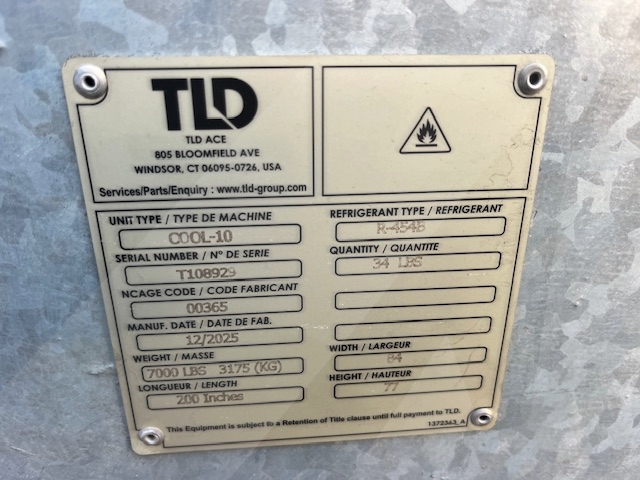 TLD
TLD ACE
805 BLOOMFIELD AVE
WINDSOR, CT 06095-0726, USA
Services/Parts/Enquiry : www.tld-group.com
UNIT TYPE / TYPE DE MACHINE
COOL-10
SERIAL NUMBER / N° DE SERIE
T108929
NCAGE CODE / CODE FABRICANT
00365
MANUF. DATE / DATE DE FAB.
12/2025
WEIGHT / MASSE
7000 LBS 3175 (KG)
LONGUEUR / LENGTH
200 Inches
REFRIGERANT TYPE / REFRIGERANT
R-454B
QUANTITY / QUANTITE
34 LBS
WIDTH / LARGEUR
84
HEIGHT / HAUTEUR
77
This Equipment is subject to a Retention of Title clause until full payment to TLD.
1372363_A